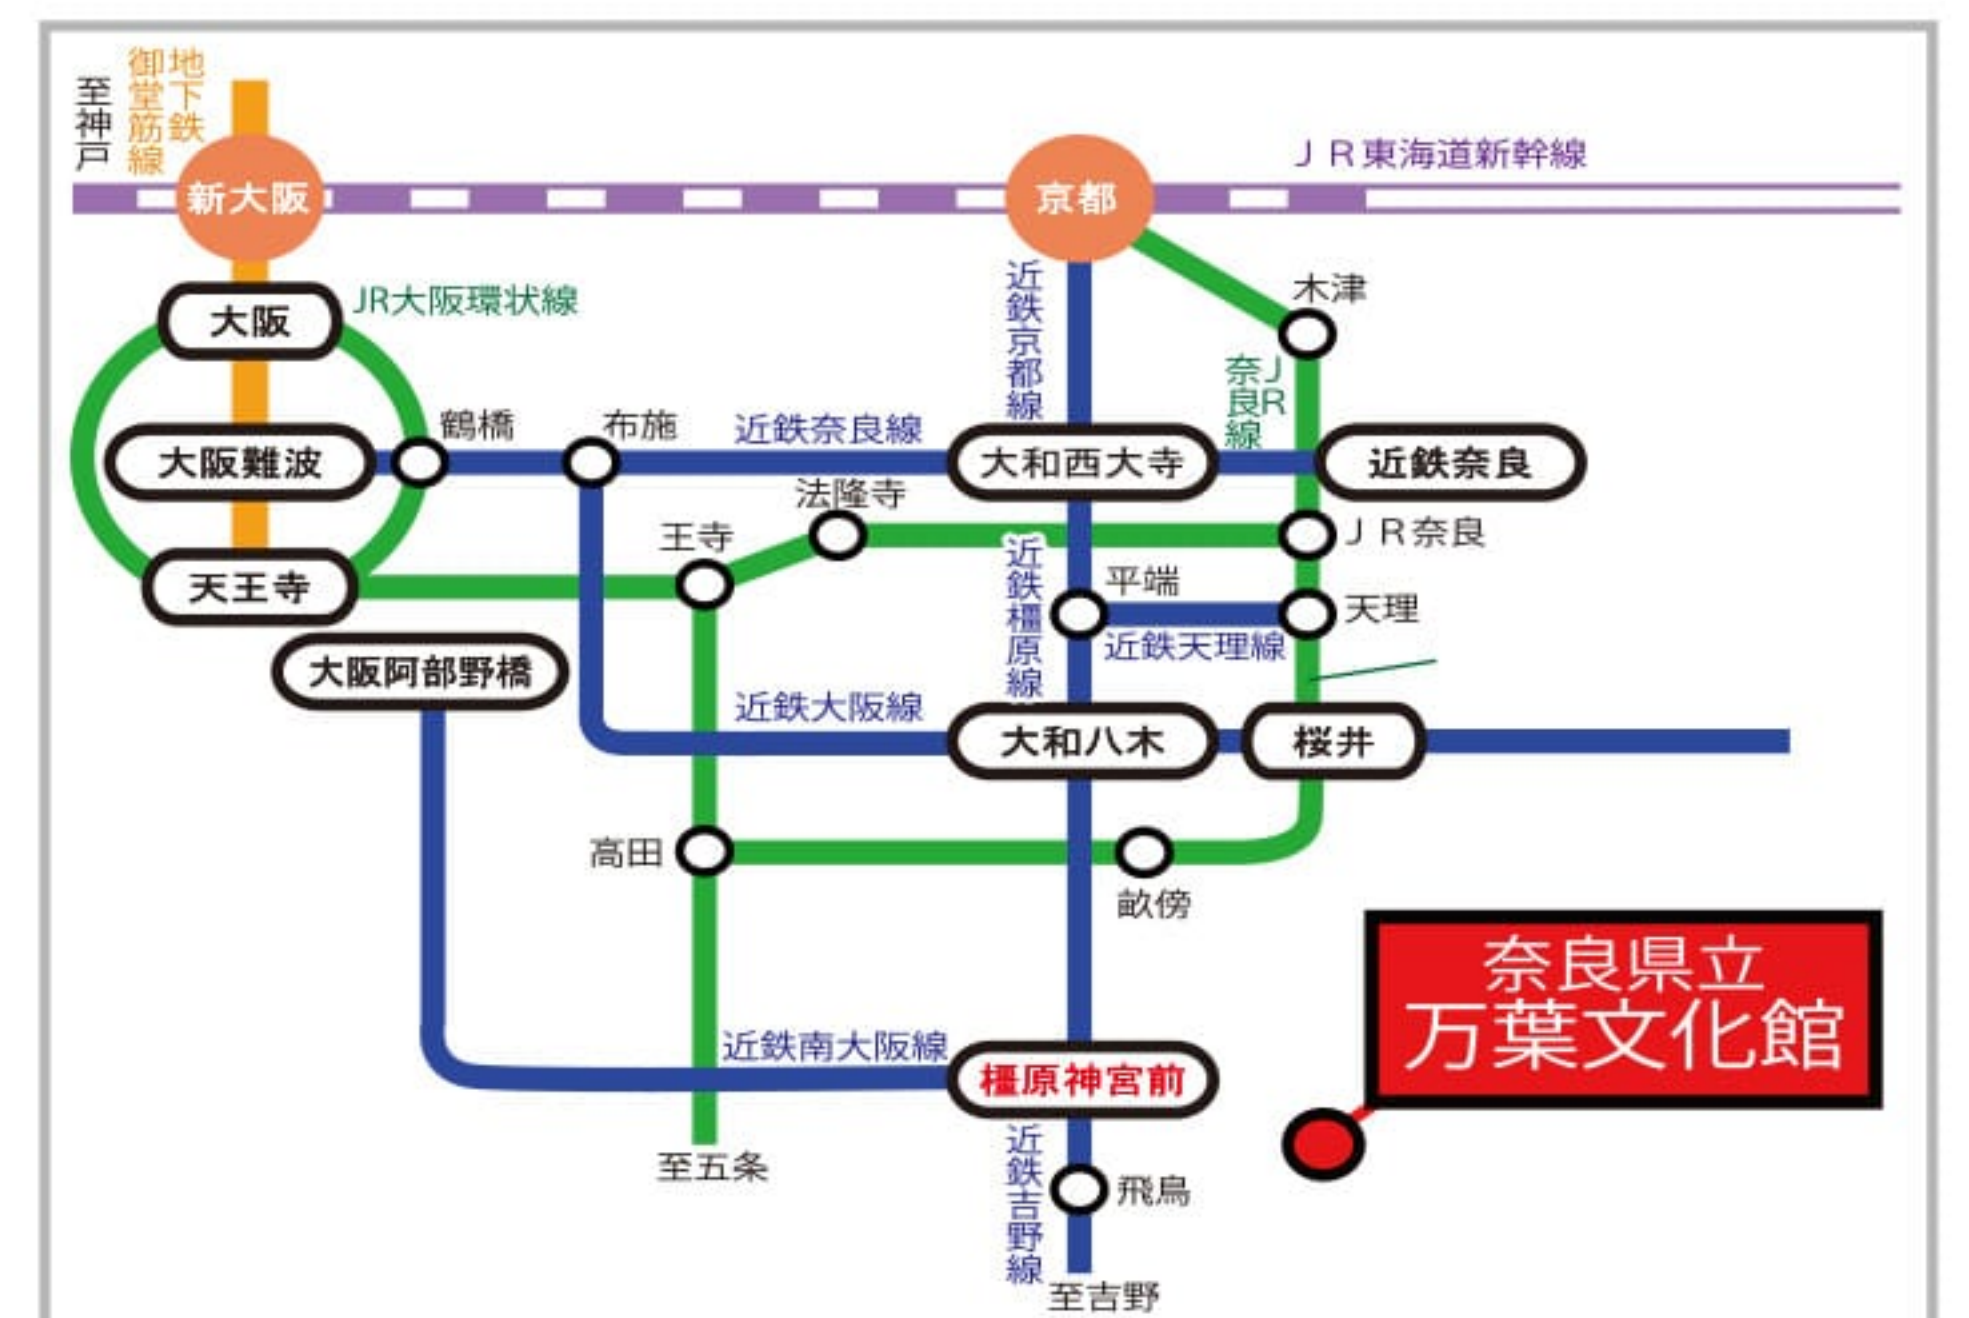 至神戸
地下鉄
御堂筋線
新大阪
京都
ＪＲ東海道新幹線
大阪
JR大阪環状線
近鉄京都線
木津
JR
奈良線
鶴橋
布施
近鉄奈良線
大阪難波
大和西大寺
近鉄奈良
法隆寺
王寺
ＪＲ奈良
天王寺
近鉄橿原線
平端
天理
近鉄天理線
大阪阿部野橋
近鉄大阪線
大和八木
桜井
高田
畝傍
奈良県立
万葉文化館
近鉄南大阪線
橿原神宮前
至五条
近鉄吉野線
飛鳥
至吉野